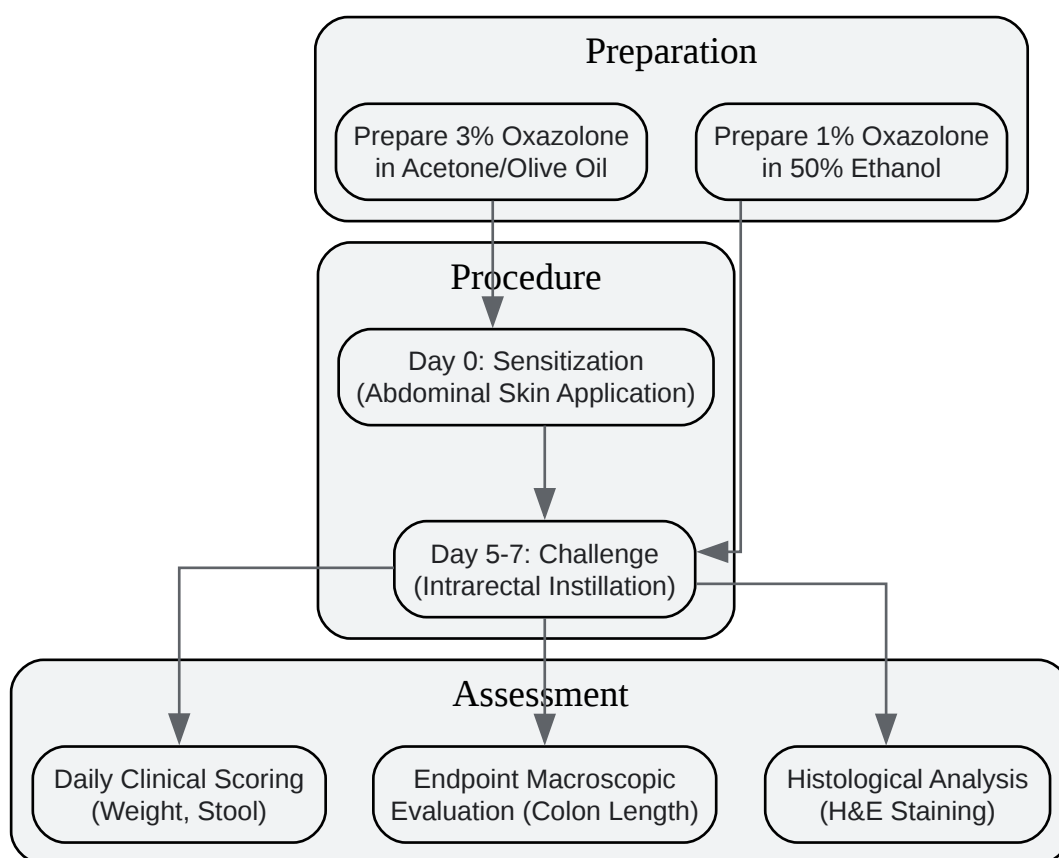 Preparation
Prepare 3% Oxazolone
in Acetone/Olive Oil
Prepare 1% Oxazolone
in 50% Ethanol
Procedure
Day 0: Sensitization
(Abdominal Skin Application)
Day 5-7: Challenge
(Intrarectal Instillation)
Assessment
Daily Clinical Scoring
(Weight, Stool)
Endpoint Macroscopic
Evaluation (Colon Length)
Histological Analysis
(H&E Staining)